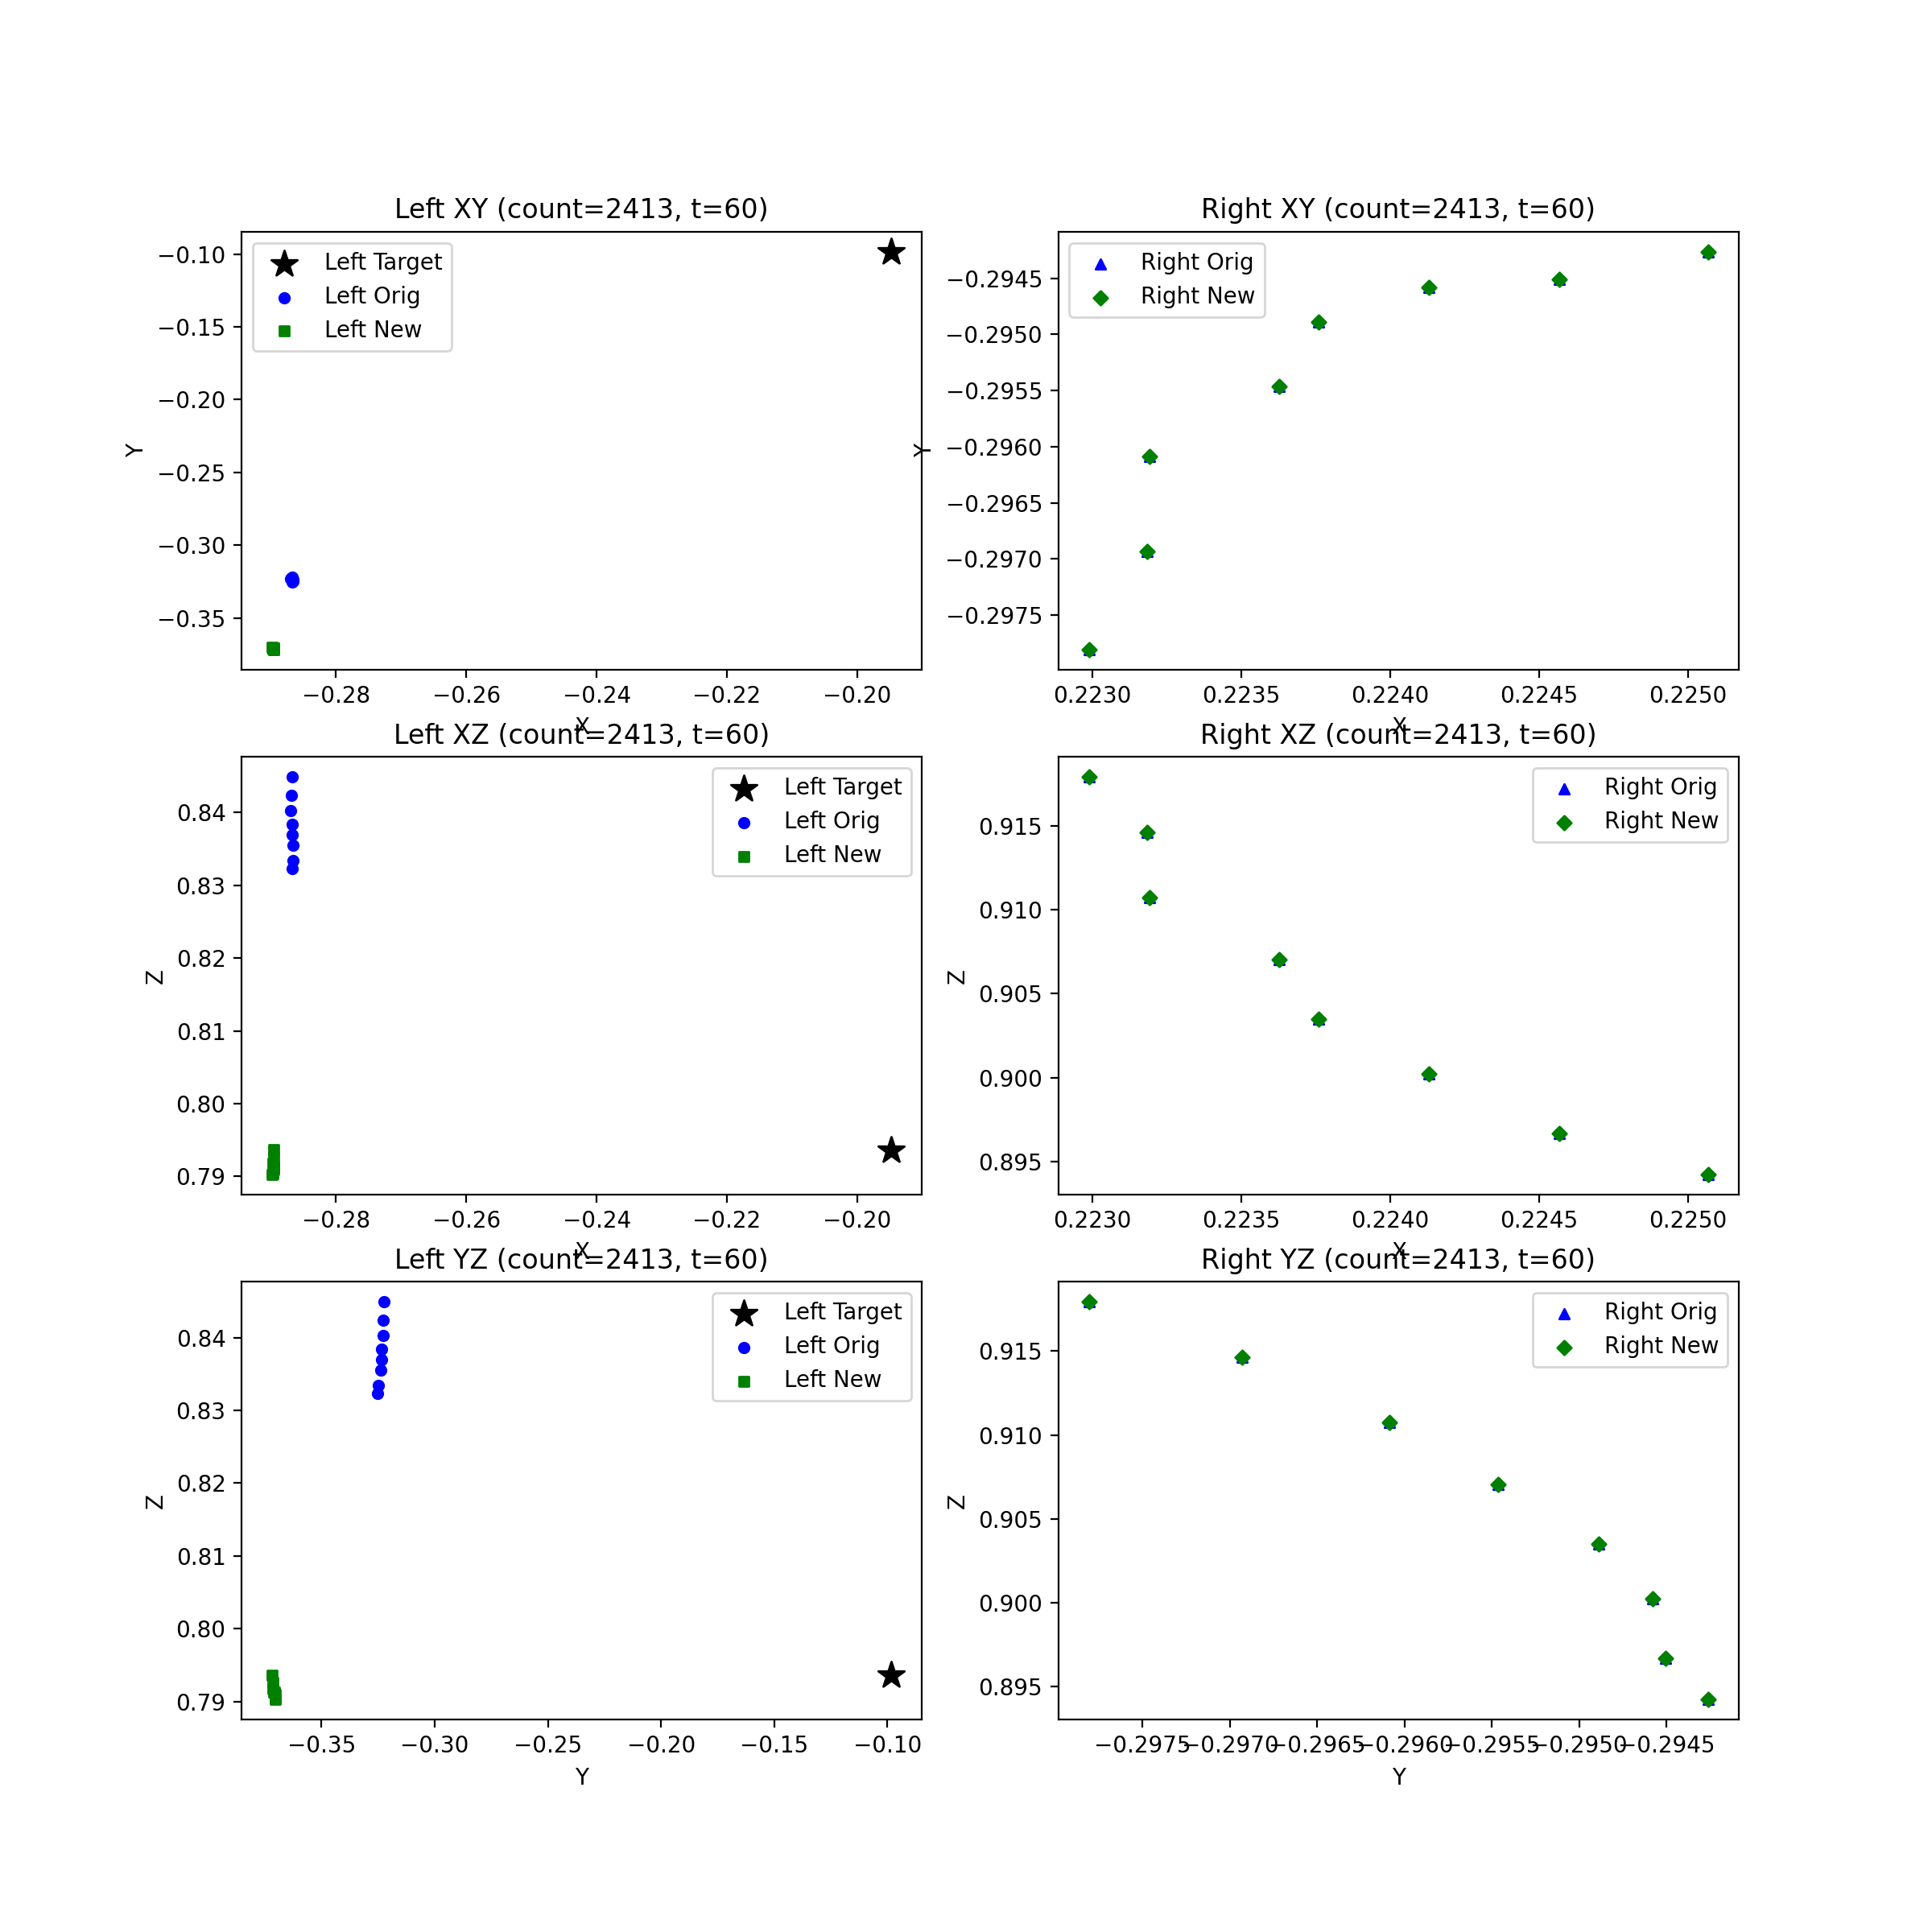 Left XY (count=2413, t=60)
Left Target
Left Orig
Left New
Y
−0.10
−0.15
−0.20
−0.25
−0.30
−0.35
−0.28
−0.26
−0.24
−0.22
−0.20
X
Right XY (count=2413, t=60)
Right Orig
Right New
Y
−0.2945
−0.2950
−0.2955
−0.2960
−0.2965
−0.2970
−0.2975
0.2230
0.2235
0.2240
0.2245
0.2250
X
Left XZ (count=2413, t=60)
Left Target
Left Orig
Left New
Z
0.84
0.83
0.82
0.81
0.80
0.79
−0.28
−0.26
−0.24
−0.22
−0.20
X
Right XZ (count=2413, t=60)
Right Orig
Right New
Z
0.915
0.910
0.905
0.900
0.895
0.2230
0.2235
0.2240
0.2245
0.2250
X
Left YZ (count=2413, t=60)
Left Target
Left Orig
Left New
Z
0.84
0.83
0.82
0.81
0.80
0.79
−0.35
−0.30
−0.25
−0.20
−0.15
−0.10
Y
Right YZ (count=2413, t=60)
Right Orig
Right New
Z
0.915
0.910
0.905
0.900
0.895
−0.2975
−0.2970
−0.2965
−0.2960
−0.2955
−0.2950
−0.2945
Y